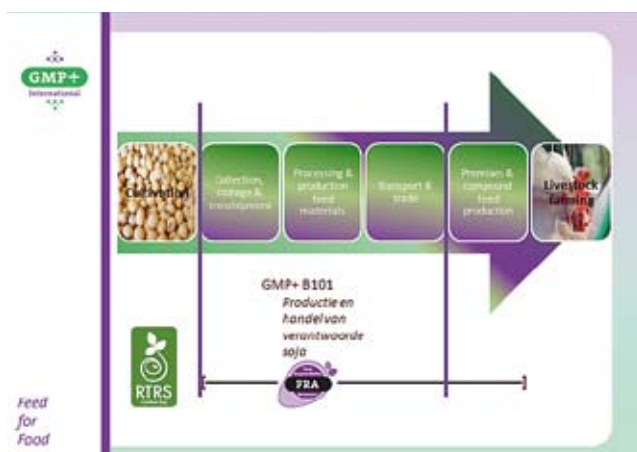 GMP+
International
Cultivation
Collection,
storage &
transhipment
Processing &
production
feed
materials
Transport &
trade
Premixes &
compound
feed
production
Livestock
farming
GMP+ B101
Productie en
handel van
verantwoorde
soja
RTRS
FRA
Feed
for
Food